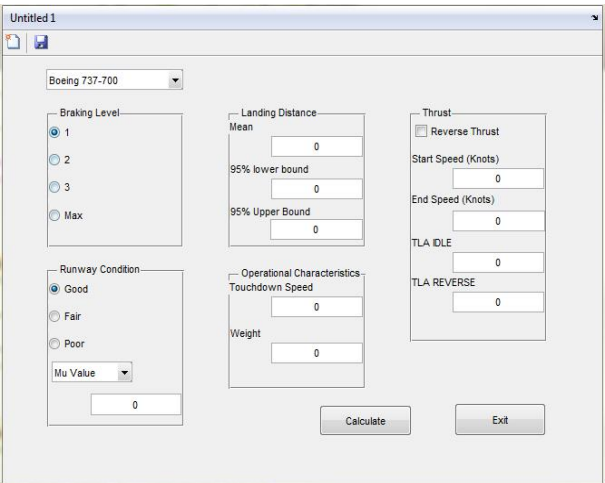 Untitled 1
Boeing 737-700
Braking Level
1
2
3
Max
Runway Condition
Good
Fair
Poor
Mu Value
0
Landing Distance
Mean
0
95% lower bound
0
95% Upper Bound
0
Operational Characteristics
Touchdown Speed
0
Weight
0
Thrust
Reverse Thrust
Start Speed (Knots)
0
End Speed (Knots)
0
TLA IDLE
0
TLA REVERSE
0
Calculate
Exit